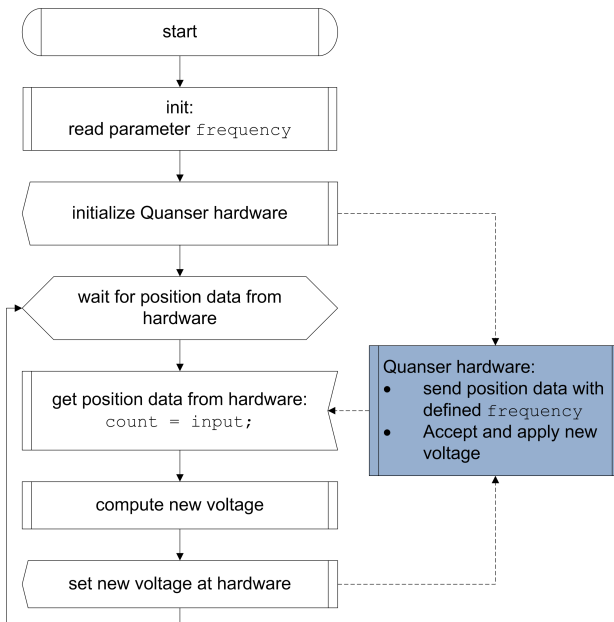 start
init:
read parameter frequency
initialize Quanser hardware
wait for position data from
hardware
get position data from hardware:
count = input;
compute new voltage
set new voltage at hardware
Quanser hardware:
• send position data with
defined frequency
• Accept and apply new
voltage